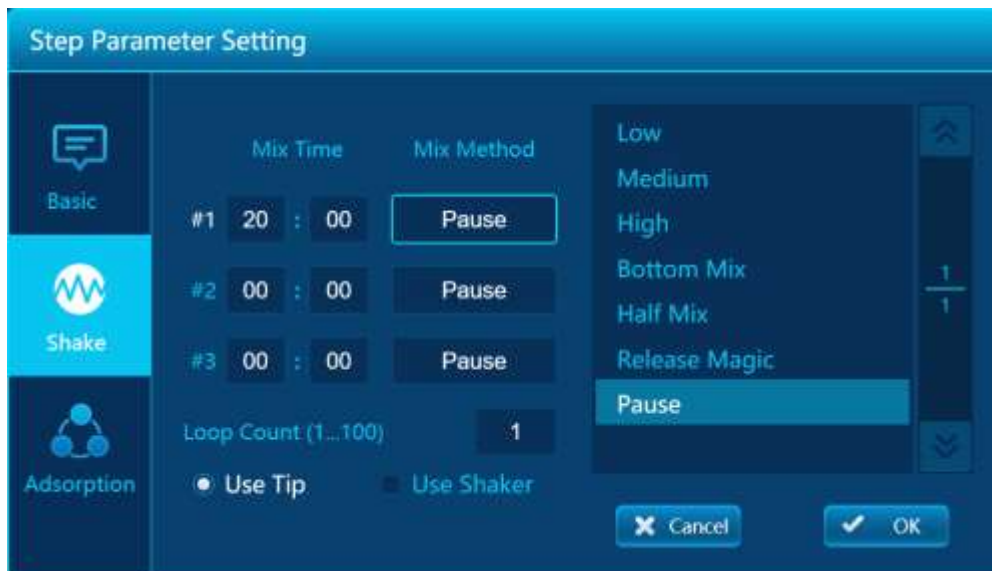 Step Parameter Setting
Basic
Shake
Adsorption
Mix Time Mix Method
#1 20 : 00 Pause
#2 00 : 00 Pause
#3 00 : 00 Pause
Loop Count (1...100) 1
Use Tip Use Shaker
Low
Medium
High
Bottom Mix
Half Mix
Release Magic
Pause
1
1
Cancel OK